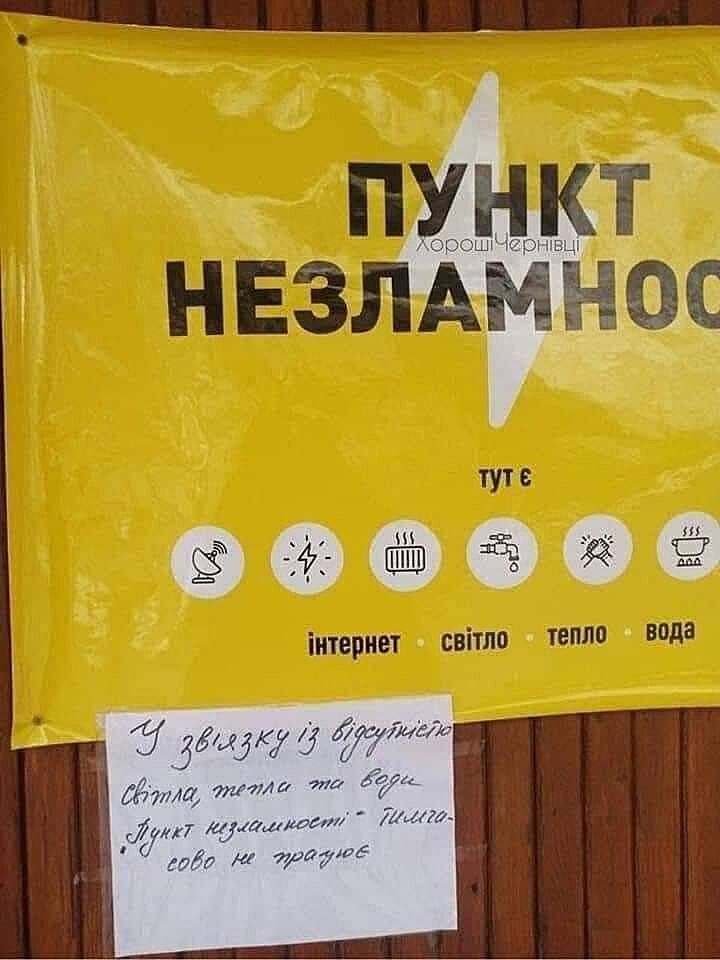 ПУНКТ
ХорошіЧернівці
НЕЗЛАМНОС
тут є
інтернет • світло • тепло • вода
У звʼязку із відсутністю
світла, тепла та води
"Пункт незламності" тимча-
сово не працює